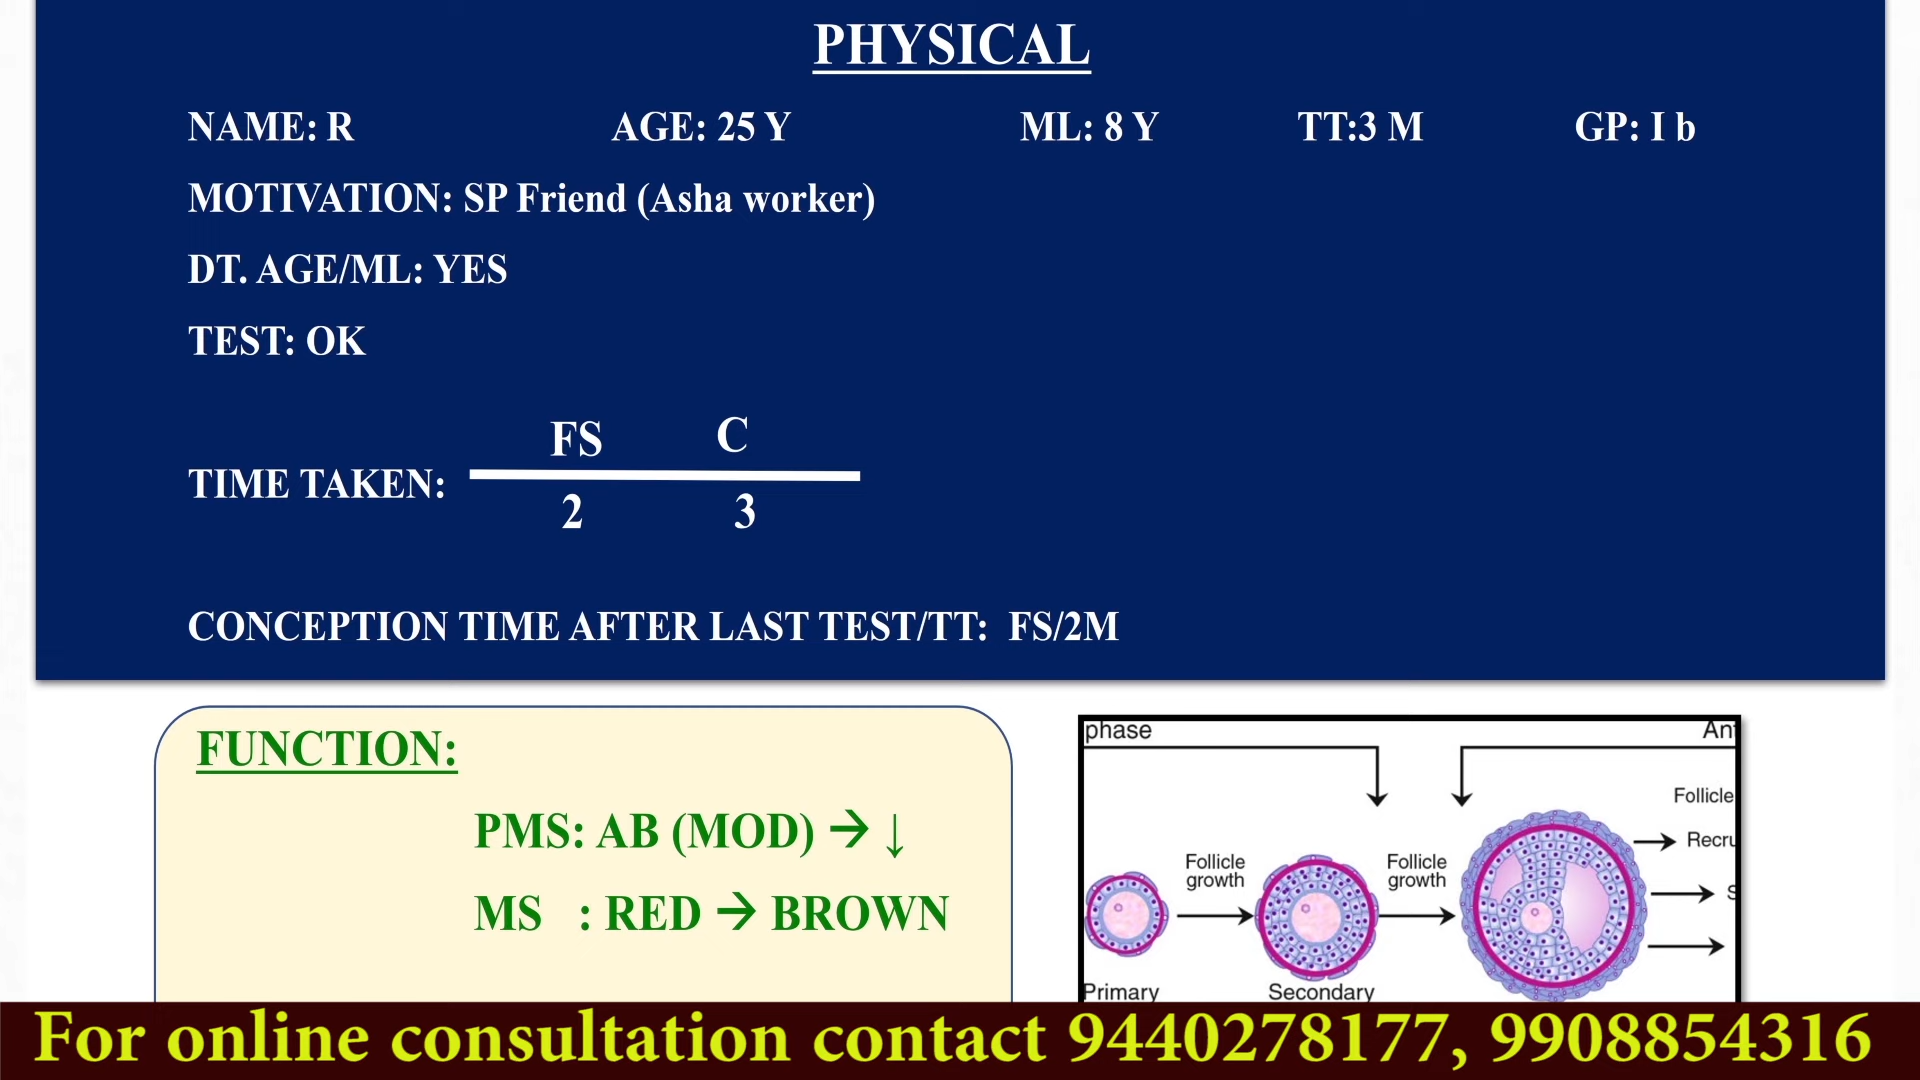 PHYSICAL
NAME: R AGE: 25 Y ML: 8 Y TT:3 M GP: I b
MOTIVATION: SP Friend (Asha worker)
DT. AGE/ML: YES
TEST: OK
FS C
TIME TAKEN:
2 3
CONCEPTION TIME AFTER LAST TEST/TT: FS/2M
FUNCTION:
PMS: AB (MOD) → ↓
MS : RED → BROWN
phase
Follicle
Recru
Follicle
growth
Follicle
growth
Primary
Secondary
For online consultation contact 9440278177, 9908854316